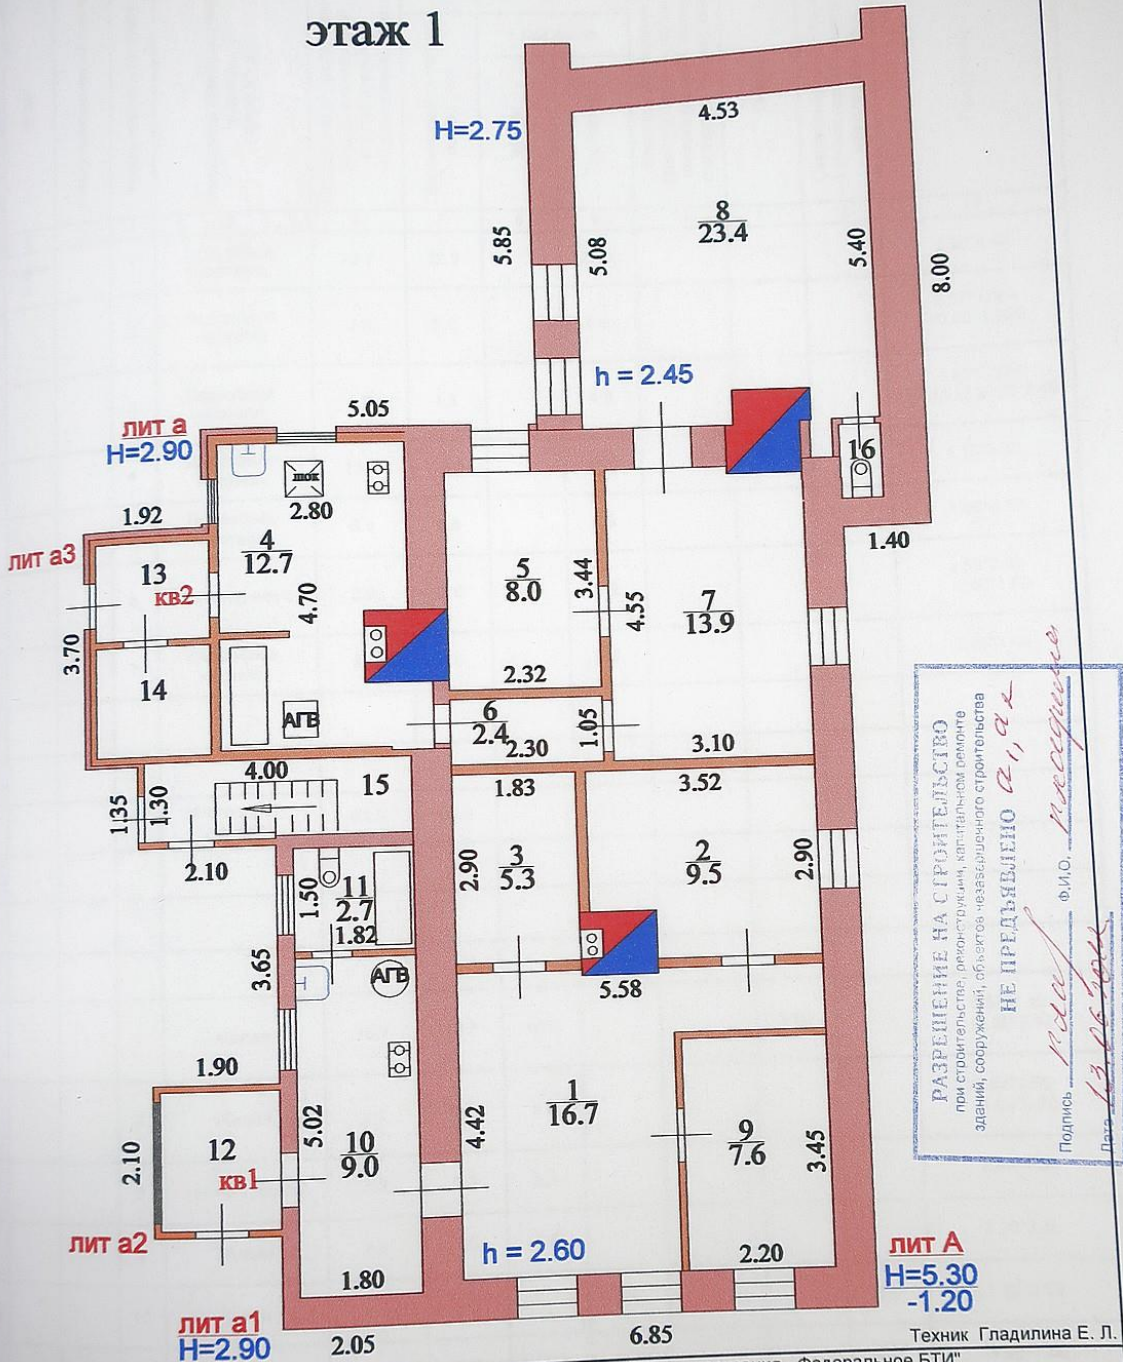 этаж 1
H=2.75
4.53
8
23.4
5.85
5.08
5.40
8.00
h = 2.45
5.05
лит а
H=2.90
16
1.40
1.92
шок
2.80
лит а3
13
кв2
4
12.7
4.70
5
8.0
3.44
4.55
7
13.9
3.70
14
2.32
АГВ
6
2.4
2.30
1.05
3.10
4.00
15
1.83
3.52
1.35
1.30
2.10
2.90
3
5.3
2
9.5
2.90
1.50
11
2.7
1.82
3.65
АГВ
5.58
1.90
2.10
12
кв1
5.02
10
9.0
4.42
1
16.7
9
7.6
3.45
лит а2
h = 2.60
2.20
лит А
H=5.30
-1.20
1.80
лит а1
H=2.90
2.05
6.85
РАЗРЕШЕНИЕ НА СТРОИТЕЛЬСТВО
при строительстве, реконструкции, капитальном ремонте
зданий, сооружений, объектов незавершенного строительства
НЕ ПРЕДЪЯВЛЕНО
Подпись Ф.И.О.
Дата
Техник Гладилина Е. Л.
Федеральное БТИ"